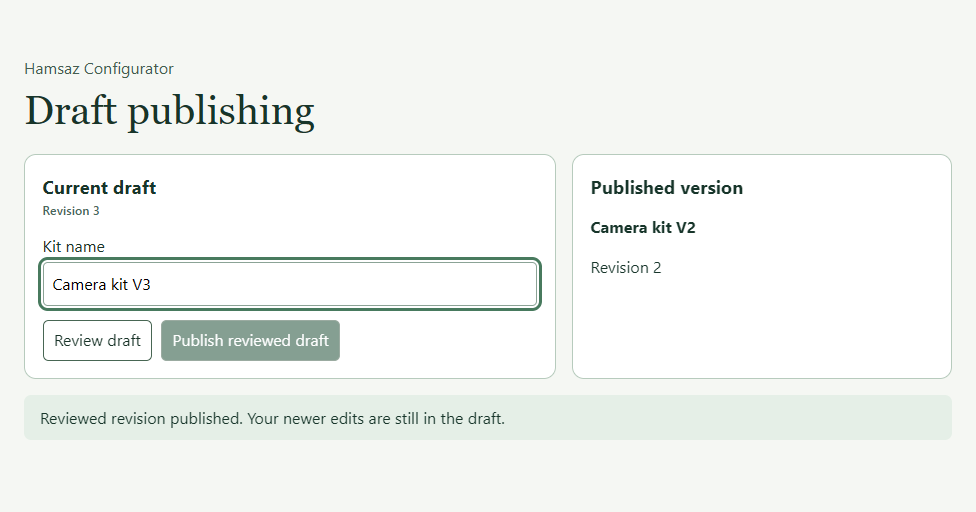 Hamsaz Configurator
Draft publishing
Current draft
Revision 3
Kit name
Camera kit V3
Review draft
Publish reviewed draft
Published version
Camera kit V2
Revision 2
Reviewed revision published. Your newer edits are still in the draft.